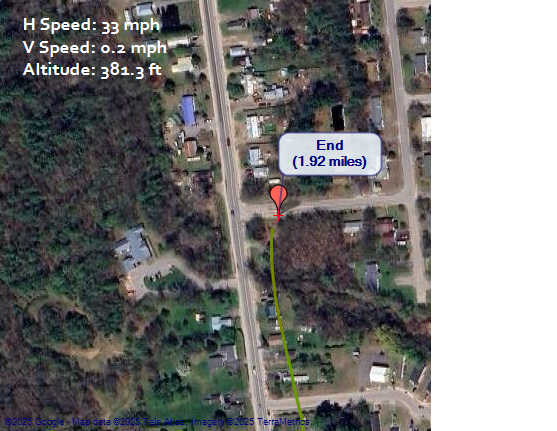 H Speed: 33 mph
V Speed: 0.2 mph
Altitude: 381.3 ft
End
(1.92 miles)
©2025 Google - Map data ©2025 Tele Atlas, Imagery ©2025 TerraMetrics